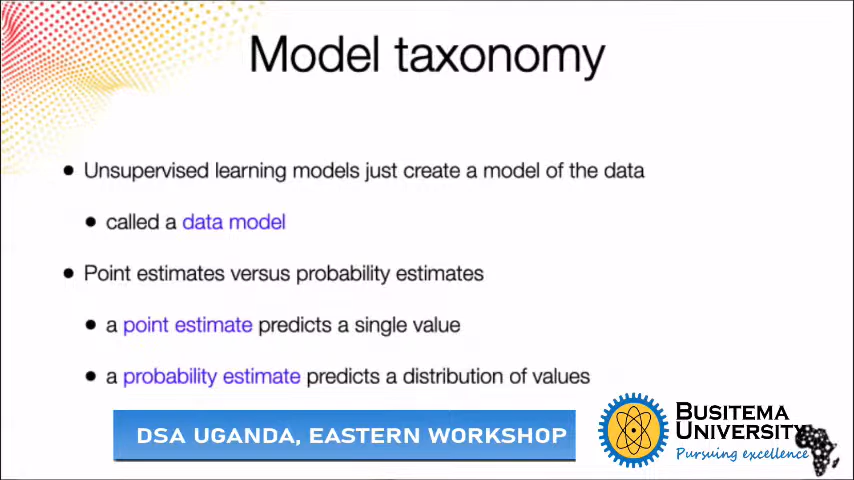 Model taxonomy
Unsupervised learning models just create a model of the data
called a data model
Point estimates versus probability estimates
a point estimate predicts a single value
a probability estimate predicts a distribution of values
DSA UGANDA, EASTERN WORKSHOP
BUSITEMA
UNIVERSITY
Pursuing excellence